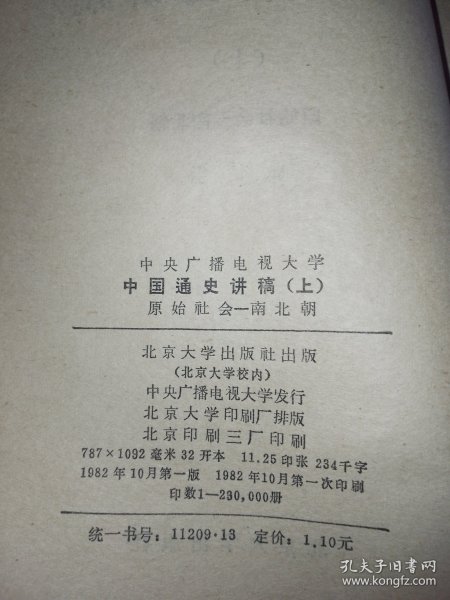 中央广播电视大学
中国通史讲稿（上）
原始社会—南北朝
北京大学出版社出版
（北京大学校内）
中央广播电视大学发行
北京大学印刷厂排版
北京印刷三厂印刷
787×1092毫米 32开本 11.25印张 234千字
1982年10月第一版 1982年10月第一次印刷
印数1—230,000册
统一书号：11209·13 定价：1.10元
孔夫子旧书网
www.kongfz.com